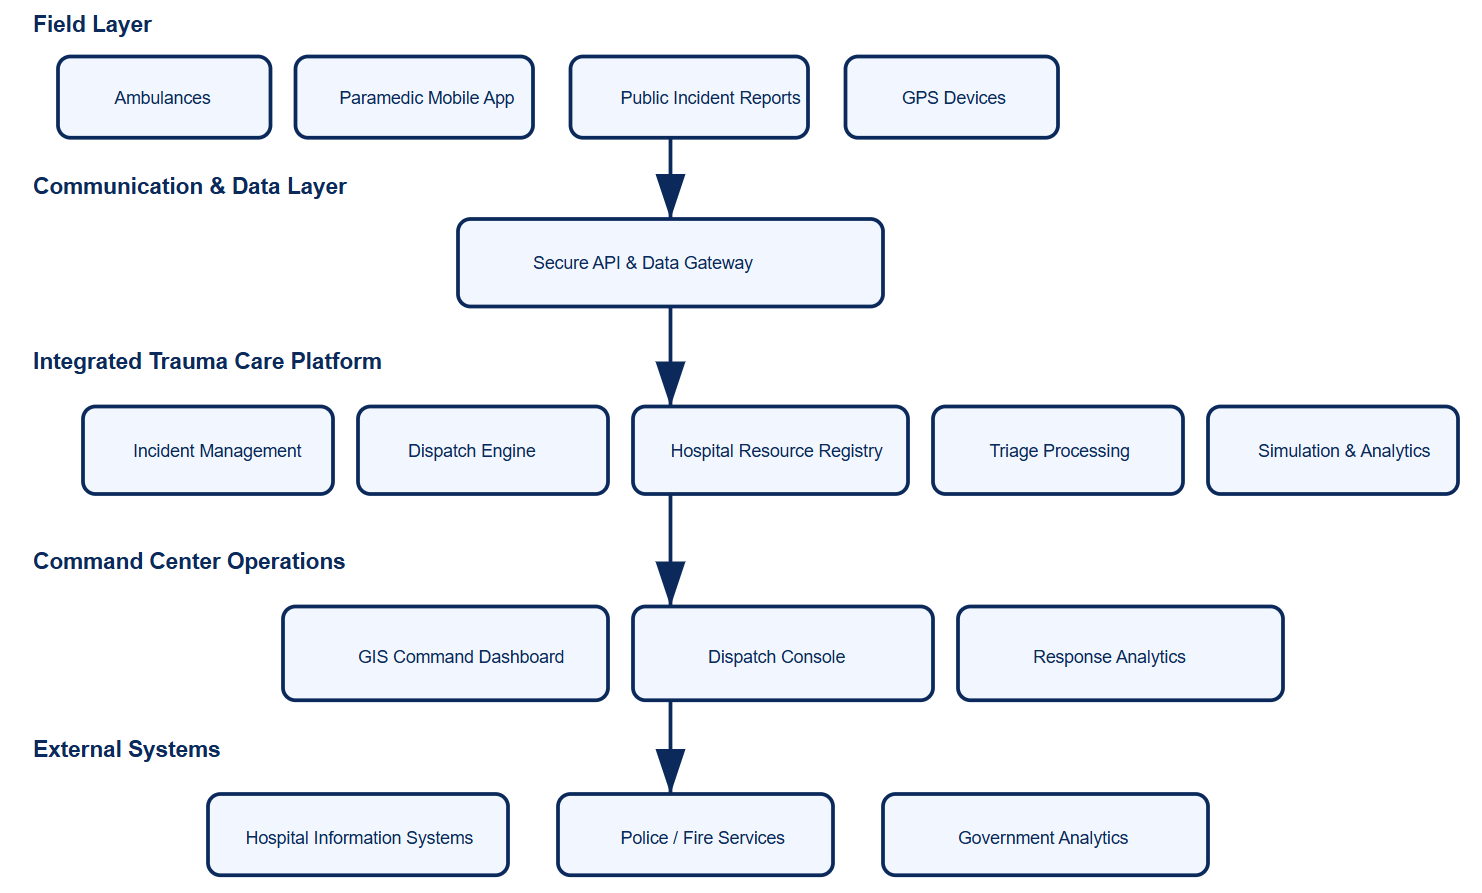 Field Layer
Ambulances
Paramedic Mobile App
Public Incident Reports
GPS Devices
Communication & Data Layer
Secure API & Data Gateway
Integrated Trauma Care Platform
Incident Management
Dispatch Engine
Hospital Resource Registry
Triage Processing
Simulation & Analytics
Command Center Operations
GIS Command Dashboard
Dispatch Console
Response Analytics
External Systems
Hospital Information Systems
Police / Fire Services
Government Analytics